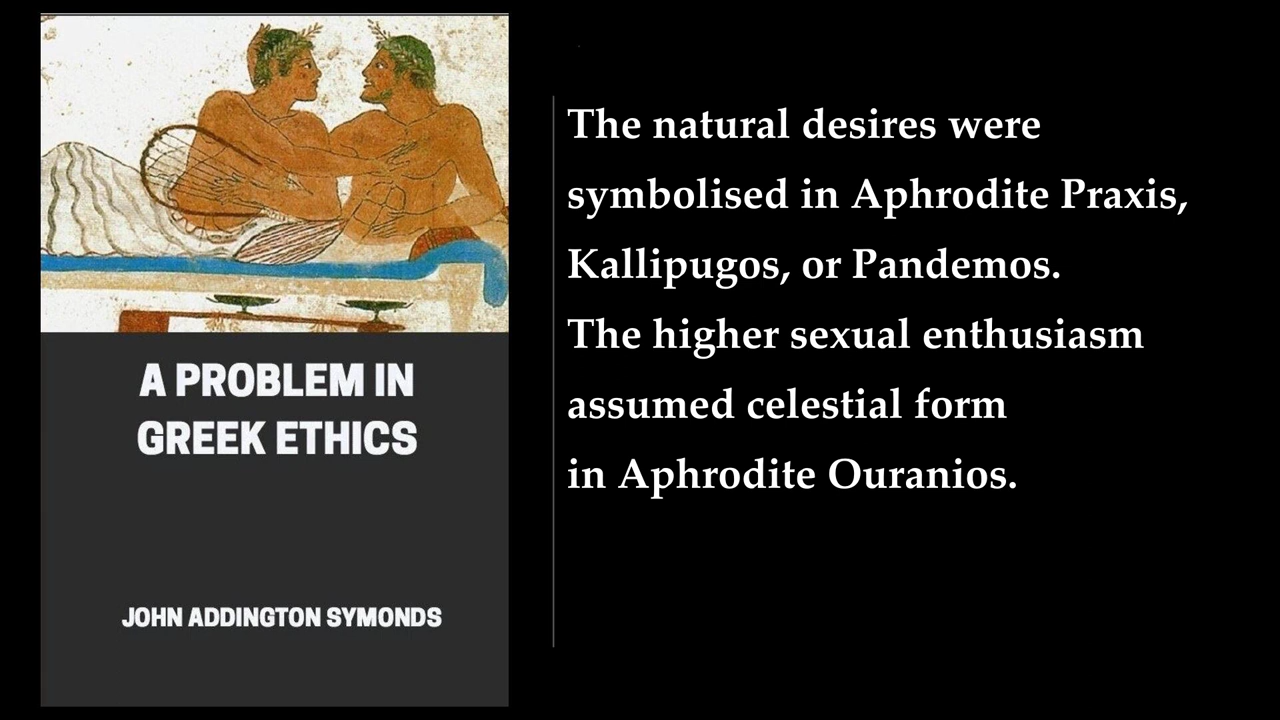 A PROBLEM IN
GREEK ETHICS
JOHN ADDINGTON SYMONDS
The natural desires were
symbolised in Aphrodite Praxis,
Kallipugos, or Pandemos.
The higher sexual enthusiasm
assumed celestial form
in Aphrodite Ouranios.